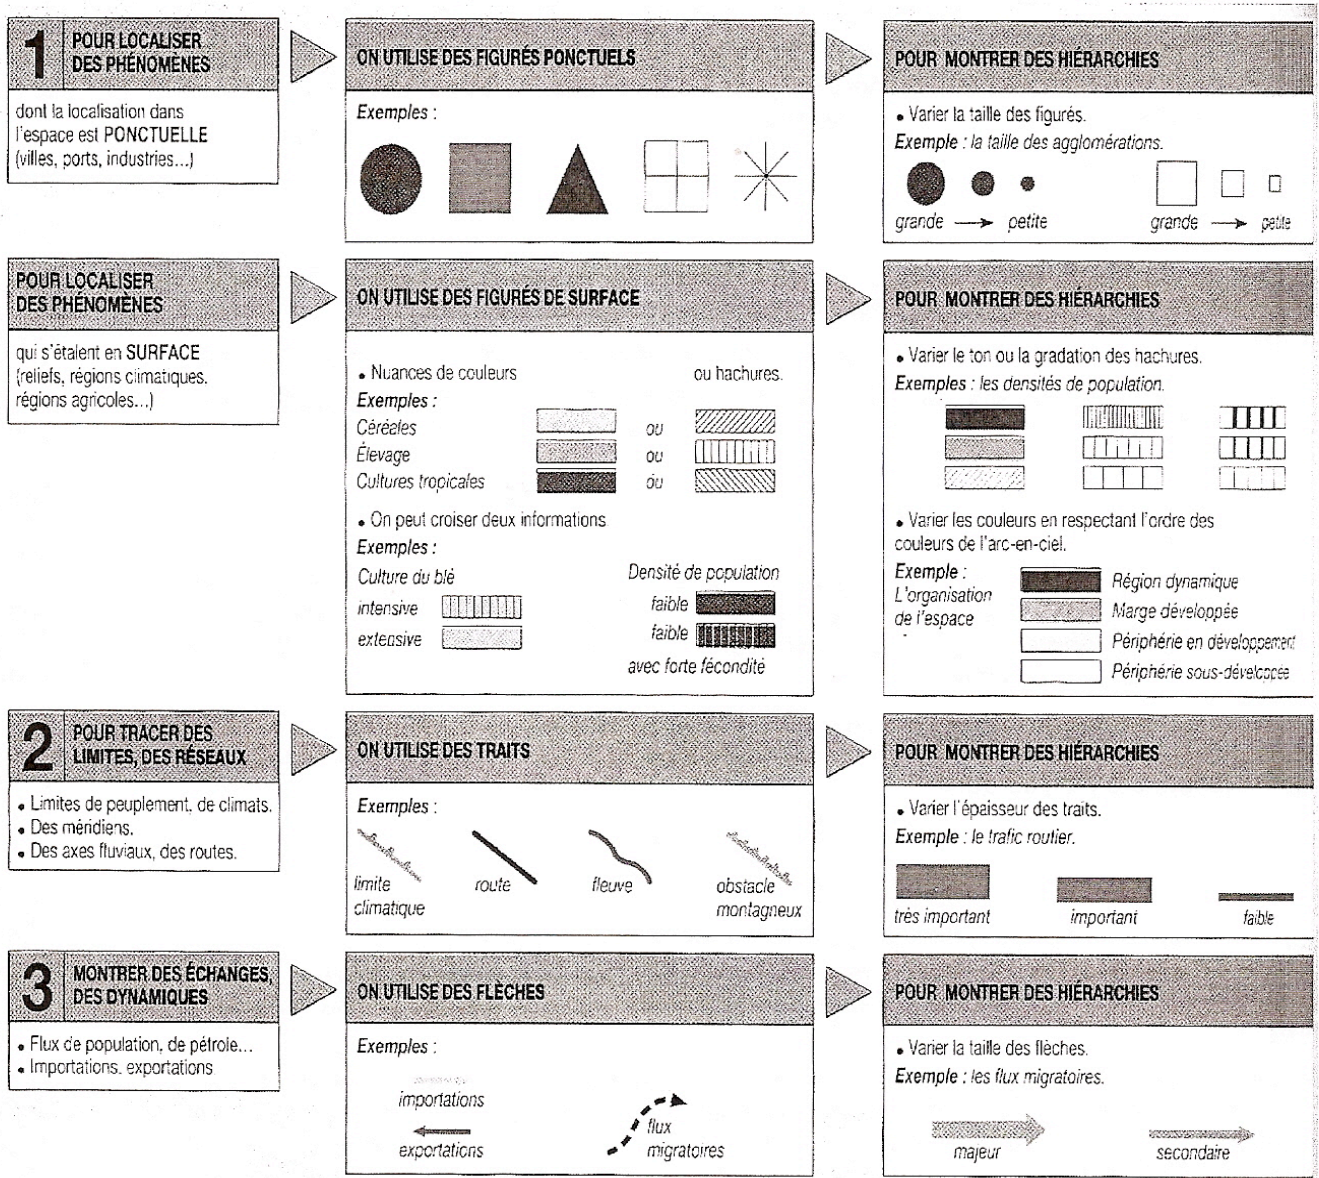 1
POUR LOCALISER
DES PHÉNOMÈNES
dont la localisation dans
l'espace est PONCTUELLE
(villes, ports, industries...)
ON UTILISE DES FIGURÉS PONCTUELS
Exemples :
POUR MONTRER DES HIÉRARCHIES
• Varier la taille des figurés.
Exemple : la taille des agglomérations.
grande → petite
grande → petite
POUR LOCALISER
DES PHÉNOMÈNES
qui s'étalent en SURFACE
(reliefs, régions climatiques,
régions agricoles...)
ON UTILISE DES FIGURÉS DE SURFACE
• Nuances de couleurs ou hachures.
Exemples :
Céréales ou
Élevage ou
Cultures tropicales ou
• On peut croiser deux informations
Exemples :
Culture du blé
intensive
extensive
Densité de population
faible
faible
avec forte fécondité
POUR MONTRER DES HIÉRARCHIES
• Varier le ton ou la gradation des hachures.
Exemples : les densités de population.
• Varier les couleurs en respectant l'ordre des
couleurs de l'arc-en-ciel.
Exemple :
L'organisation
de l'espace
Région dynamique
Marge développée
Périphérie en développement
Périphérie sous-développée
2
POUR TRACER DES
LIMITES, DES RÉSEAUX
• Limites de peuplement, de climats.
• Des méridiens.
• Des axes fluviaux, des routes.
ON UTILISE DES TRAITS
Exemples :
limite
climatique
route
fleuve
obstacle
montagneux
POUR MONTRER DES HIÉRARCHIES
• Varier l'épaisseur des traits.
Exemple : le trafic routier.
très important
important
faible
3
MONTRER DES ÉCHANGES,
DES DYNAMIQUES
• Flux de population, de pétrole...
• Importations, exportations
ON UTILISE DES FLÈCHES
Exemples :
importations
exportations
flux
migratoires
POUR MONTRER DES HIÉRARCHIES
• Varier la taille des flèches.
Exemple : les flux migratoires.
majeur
secondaire